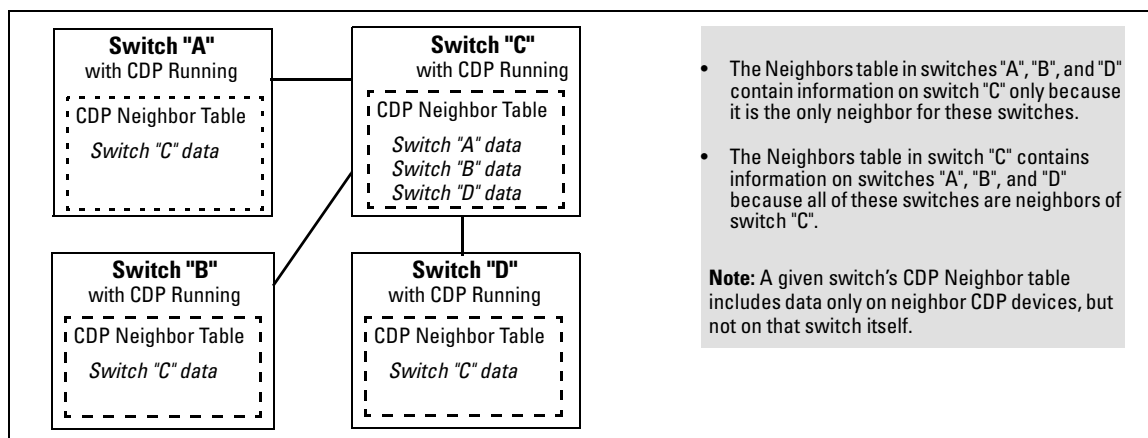 Switch "A"
with CDP Running
CDP Neighbor Table
Switch "C" data
Switch "C"
with CDP Running
CDP Neighbor Table
Switch "A" data
Switch "B" data
Switch "D" data
Switch "B"
with CDP Running
CDP Neighbor Table
Switch "C" data
Switch "D"
with CDP Running
CDP Neighbor Table
Switch "C" data
• The Neighbors table in switches "A", "B", and "D"
contain information on switch "C" only because
it is the only neighbor for these switches.
• The Neighbors table in switch "C" contains
information on switches "A", "B", and "D"
because all of these switches are neighbors of
switch "C".
Note: A given switch’s CDP Neighbor table
includes data only on neighbor CDP devices, but
not on that switch itself.